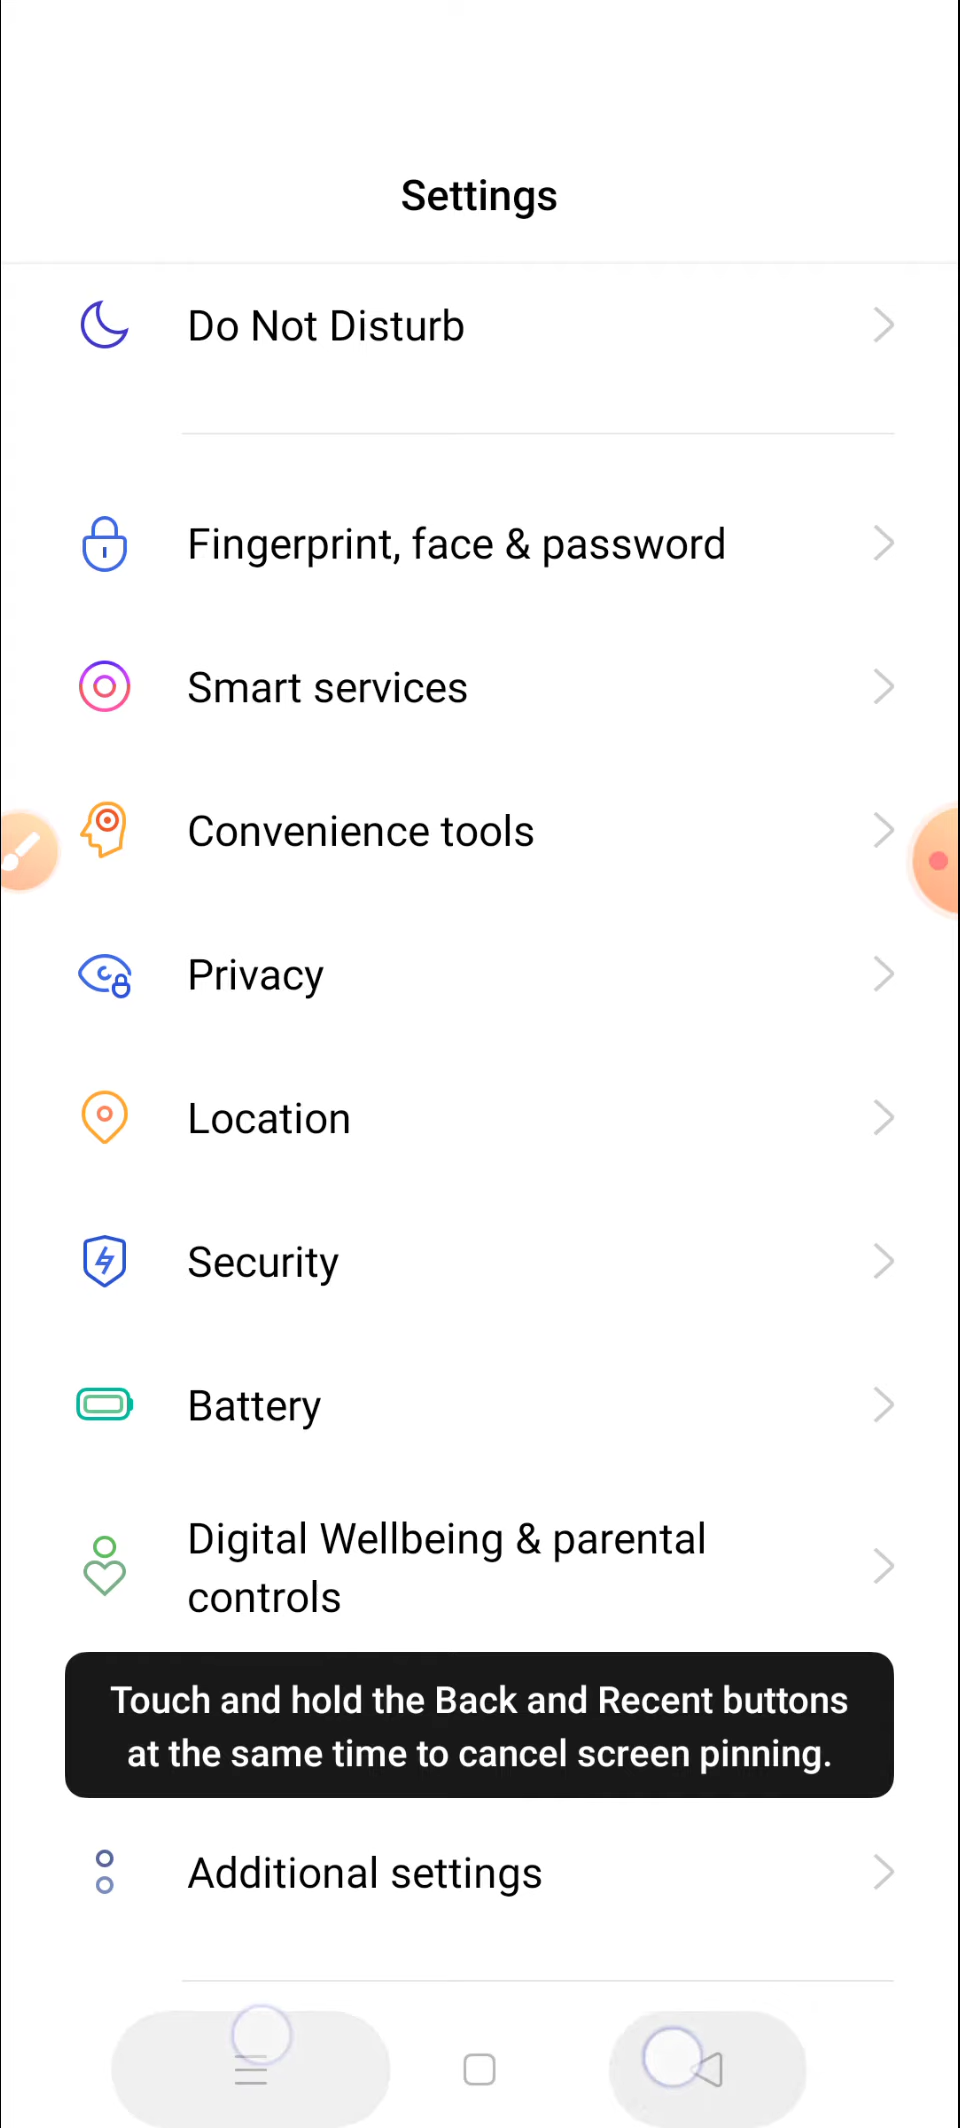 Settings
Do Not Disturb
Fingerprint, face & password
Smart services
Convenience tools
Privacy
Location
Security
Battery
Digital Wellbeing & parental
controls
Touch and hold the Back and Recent buttons
at the same time to cancel screen pinning.
Additional settings